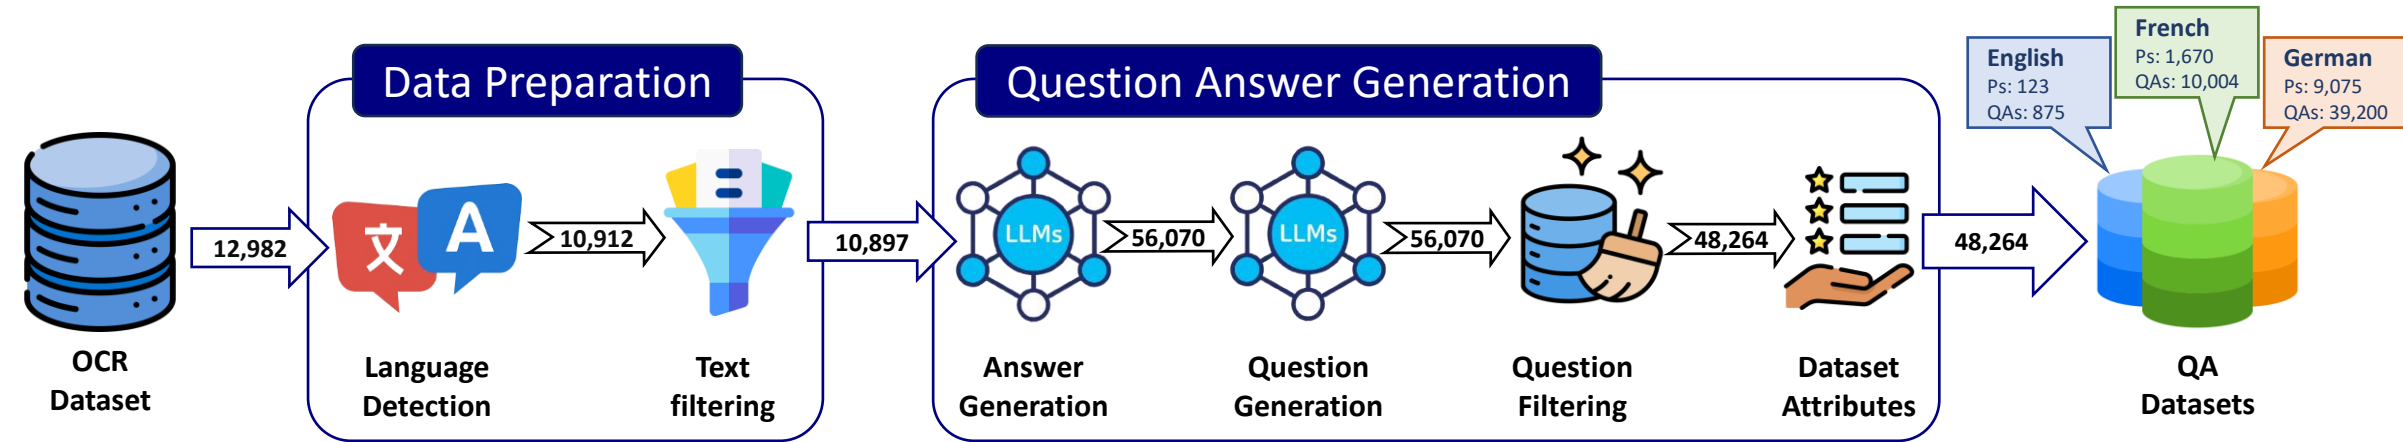 OCR
Dataset
12,982
Data Preparation
文 A
Language
Detection
10,912
Text
filtering
10,897
Question Answer Generation
LLMs
Answer
Generation
56,070
LLMs
Question
Generation
56,070
Question
Filtering
48,264
Dataset
Attributes
48,264
English
Ps: 123
QAs: 875
French
Ps: 1,670
QAs: 10,004
German
Ps: 9,075
QAs: 39,200
QA
Datasets